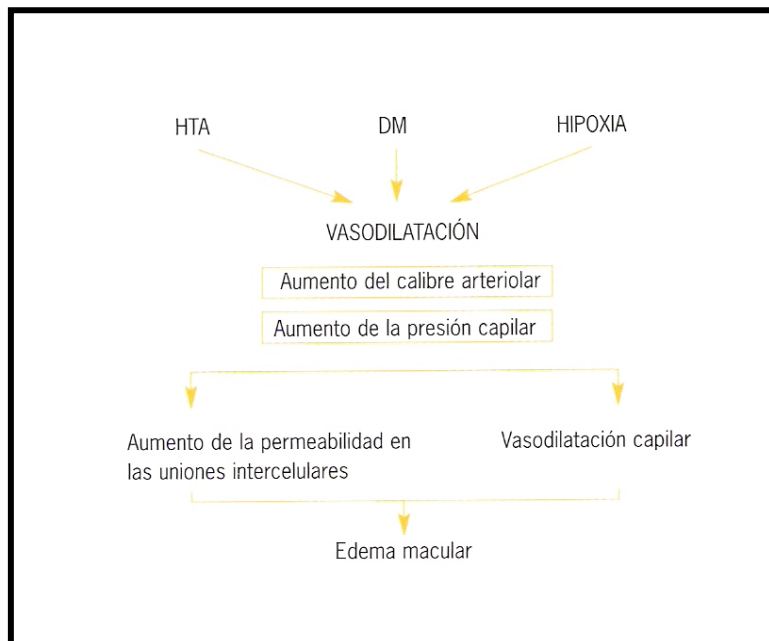 HTA
DM
HIPOXIA
VASODILATACIÓN
Aumento del calibre arteriolar
Aumento de la presión capilar
Aumento de la permeabilidad en
las uniones intercelulares
Vasodilatación capilar
Edema macular